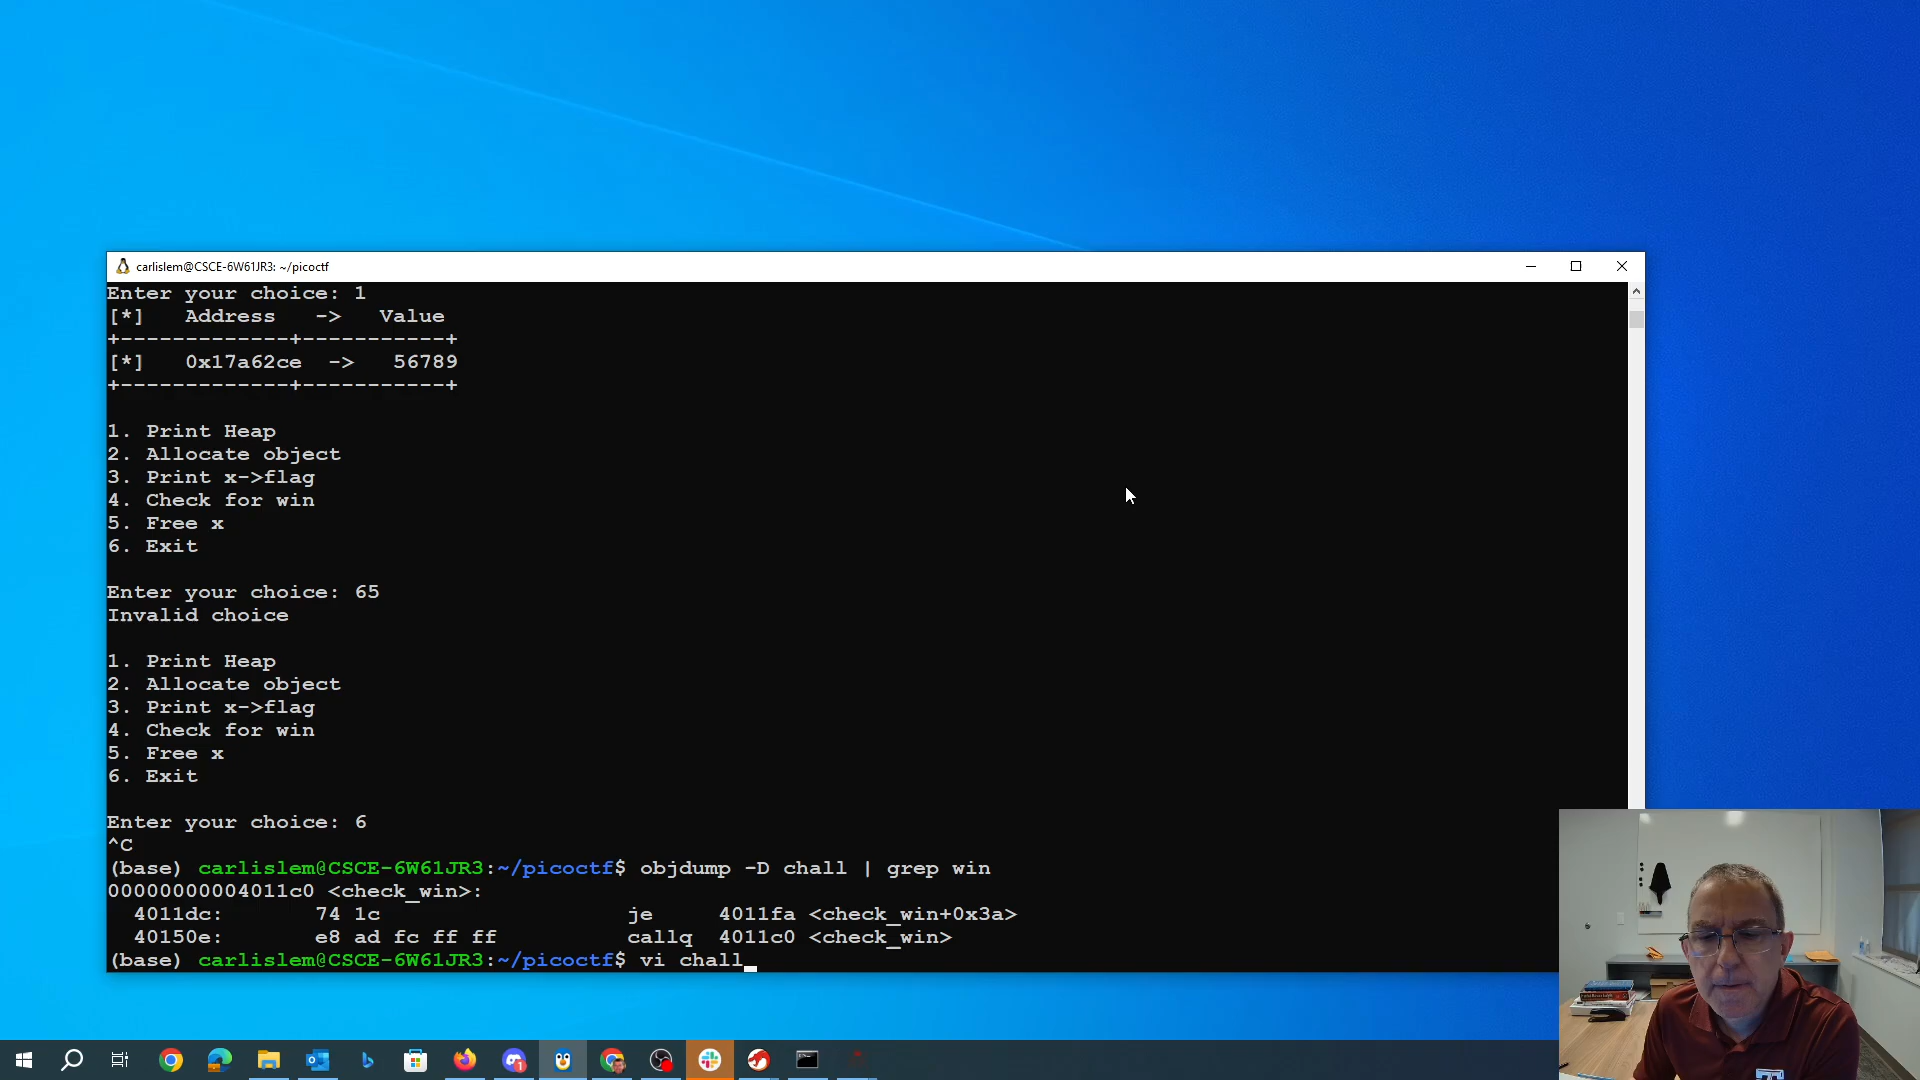 carlislem@CSCE-6W61JR3: ~/picoctf
Enter your choice: 1
[*]   Address   ->   Value
+-------------+-----------+
[*]   0x17a62ce  ->   56789
+-------------+-----------+
1. Print Heap
2. Allocate object
3. Print x->flag
4. Check for win
5. Free x
6. Exit
Enter your choice: 65
Invalid choice
1. Print Heap
2. Allocate object
3. Print x->flag
4. Check for win
5. Free x
6. Exit
Enter your choice: 6
^C
(base) carlislem@CSCE-6W61JR3:~/picoctf$ objdump -D chall | grep win
00000000004011c0 <check_win>:
  4011dc:       74 1c                   je     4011fa <check_win+0x3a>
  40150e:       e8 ad fc ff ff          callq  4011c0 <check_win>
(base) carlislem@CSCE-6W61JR3:~/picoctf$ vi chall